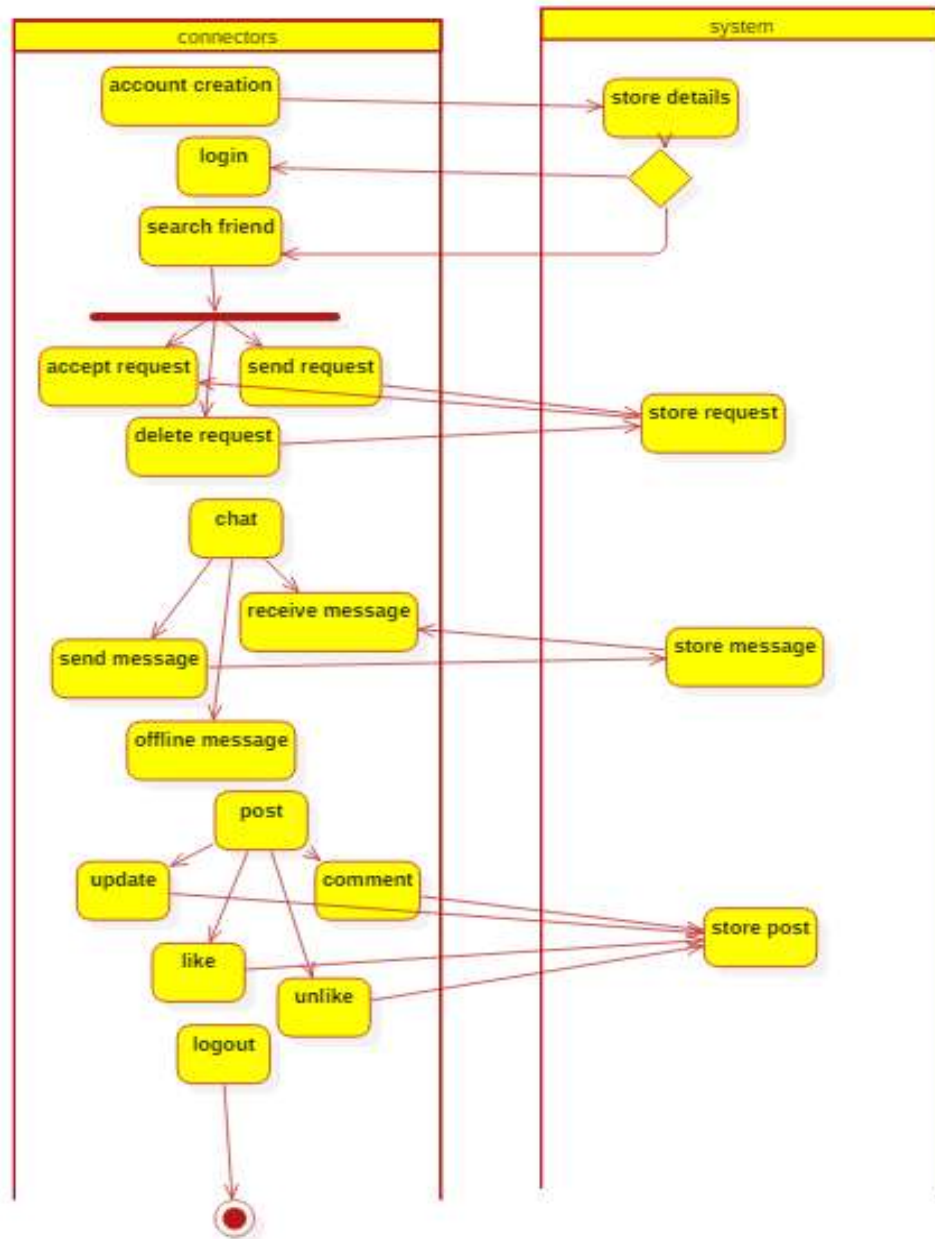 connectors
system
account creation
store details
login
search friend
accept request
send request
store request
delete request
chat
receive message
store message
send message
offline message
post
update
comment
store post
like
unlike
logout